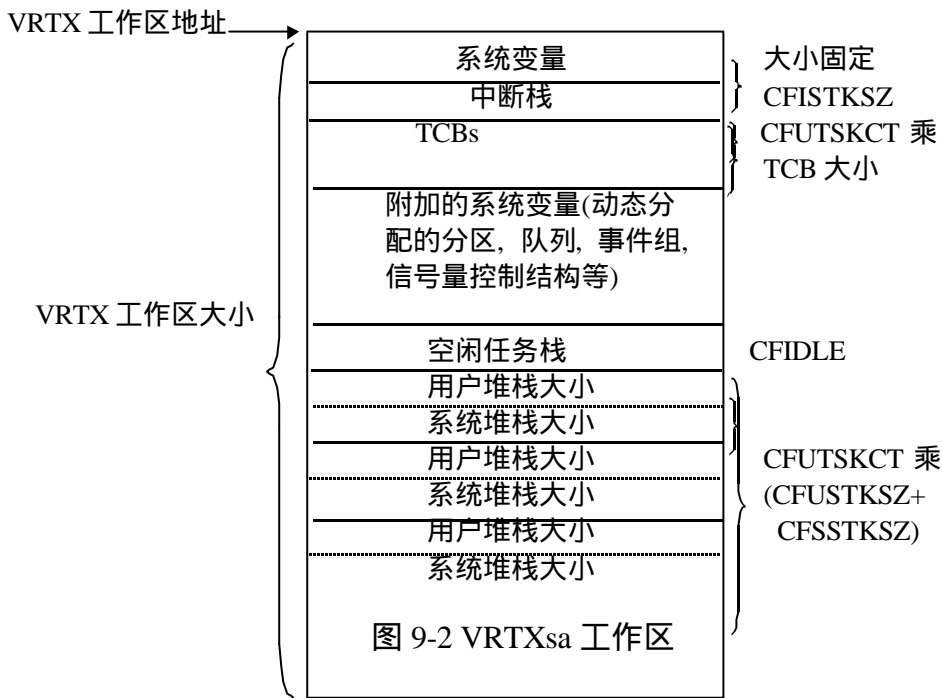 VRTX 工作区地址
系统变量 大小固定
中断栈 CFISTKSZ
TCBs CFUTSKCT 乘
TCB 大小
附加的系统变量(动态分
配的分区, 队列, 事件组,
信号量控制结构等)
VRTX 工作区大小
空闲任务栈 CFIDLE
用户堆栈大小
系统堆栈大小
用户堆栈大小 CFUTSKCT 乘
系统堆栈大小 (CFUSTKSZ+
用户堆栈大小 CFSSTKSZ)
系统堆栈大小
图 9-2 VRTXsa 工作区